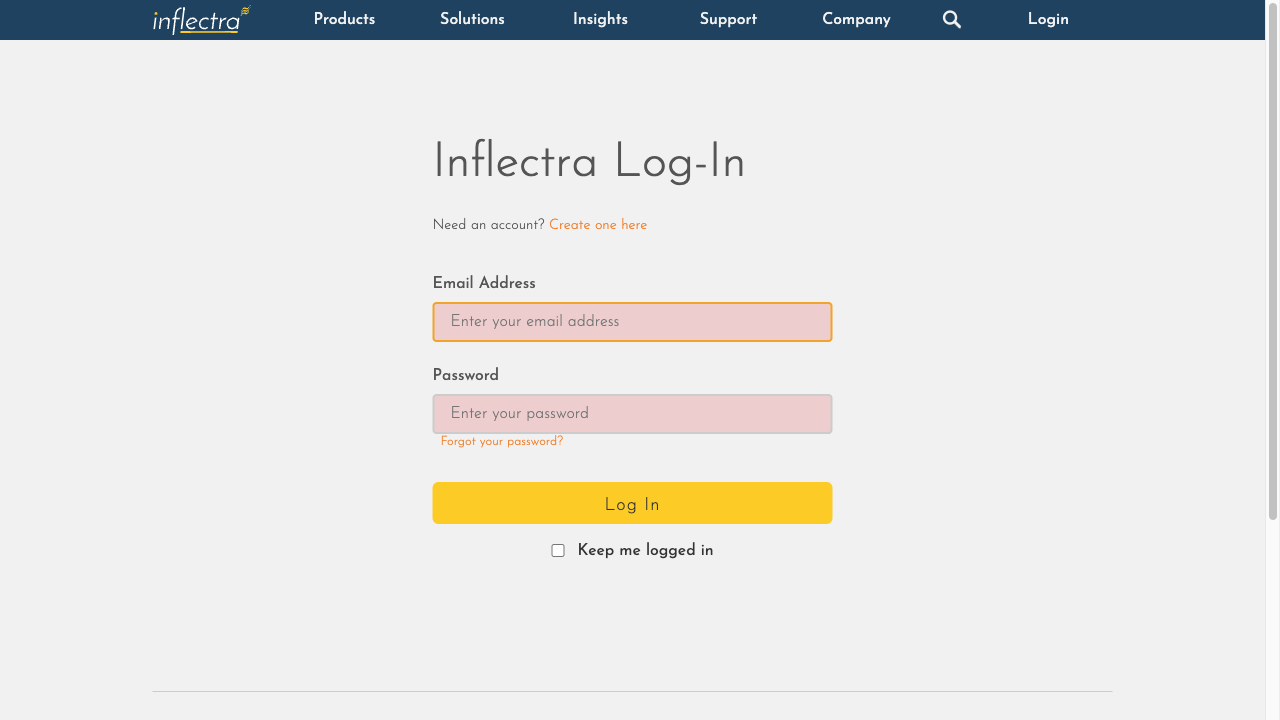 inflectra Products Solutions Insights Support Company Login
Inflectra Log-In
Need an account? Create one here
Email Address
Enter your email address
Password
Enter your password
Forgot your password?
Log In
Keep me logged in